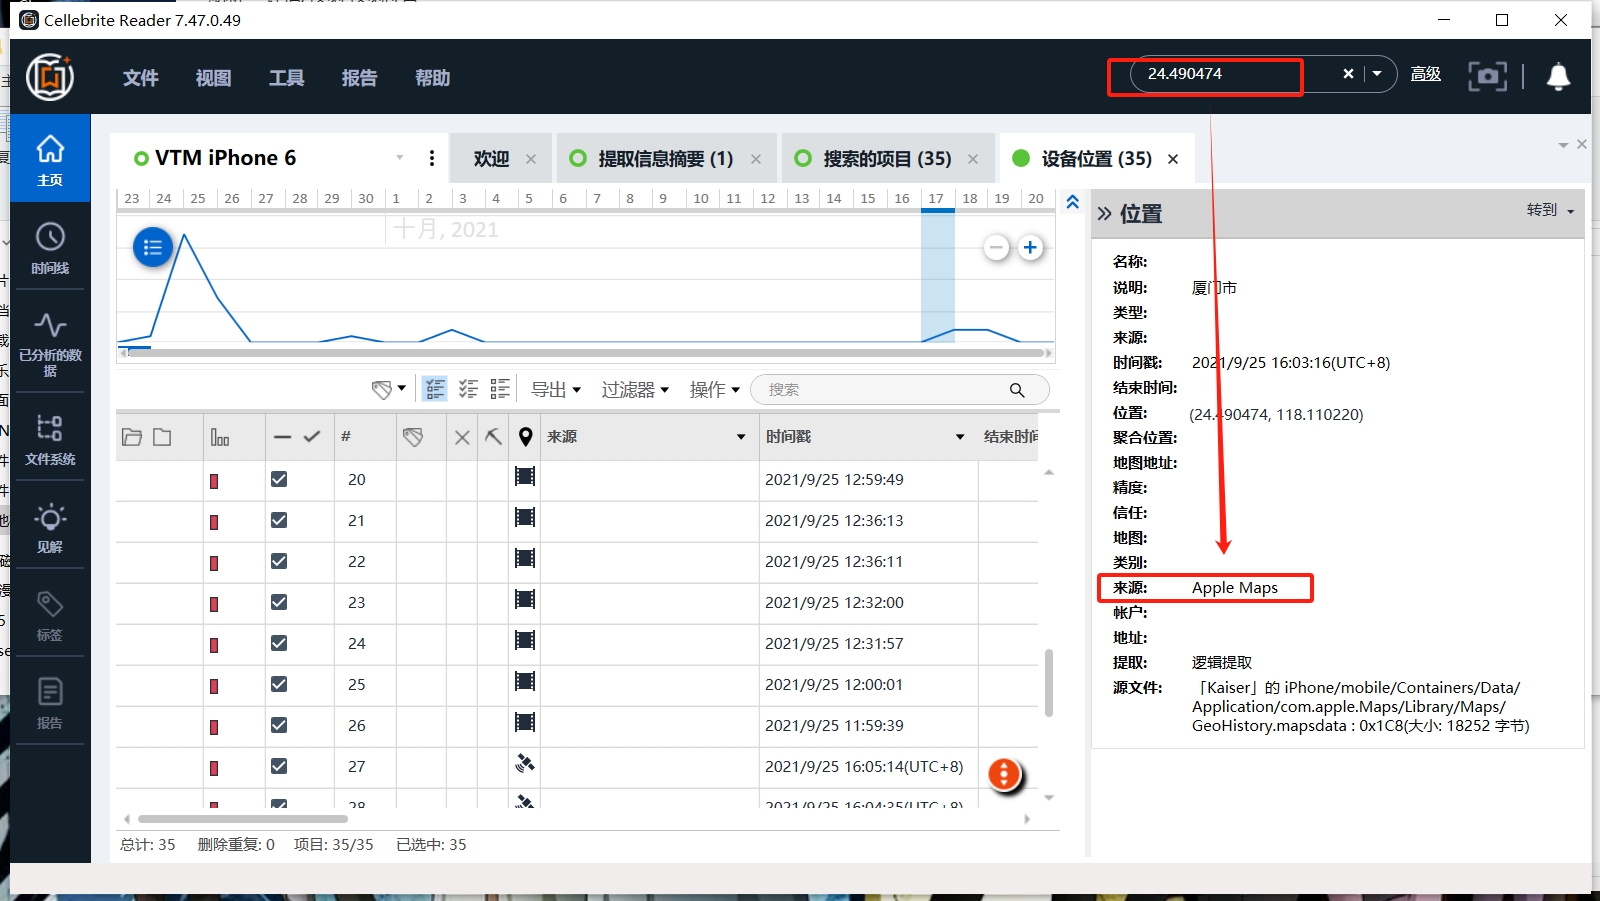 Cellebrite Reader 7.47.0.49
文件 视图 工具 报告 帮助
24.490474
高级
主页
时间线
已分析的数据
文件系统
见解
标签
报告
VTM iPhone 6
欢迎
提取信息摘要 (1)
搜索的项目 (35)
设备位置 (35)
23 24 25 26 27 28 29 30 1 2 3 4 5 6 7 8 9 10 11 12 13 14 15 16 17 18 19 20
十月, 2021
导出 过滤器 操作 搜索
# 来源 时间戳 结束时间
20 2021/9/25 12:59:49
21 2021/9/25 12:36:13
22 2021/9/25 12:36:11
23 2021/9/25 12:32:00
24 2021/9/25 12:31:57
25 2021/9/25 12:00:01
26 2021/9/25 11:59:39
27 2021/9/25 16:05:14(UTC+8)
28 2021/9/25 16:04:35(UTC+8)
总计: 35 删除重复: 0 项目: 35/35 已选中: 35
位置
转到
名称:
说明: 厦门市
类型:
来源:
时间戳: 2021/9/25 16:03:16(UTC+8)
结束时间:
位置: (24.490474, 118.110220)
聚合位置:
地图地址:
精度:
信任:
地图:
类别:
来源: Apple Maps
帐户:
地址:
提取: 逻辑提取
源文件: 「Kaiser」的 iPhone/mobile/Containers/Data/
Application/com.apple.Maps/Library/Maps/
GeoHistory.mapsdata : 0x1C8(大小: 18252 字节)